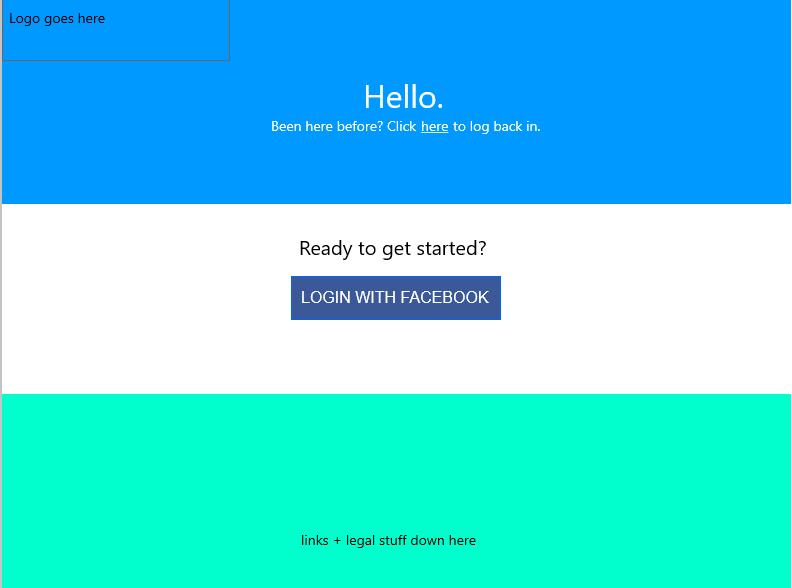 Logo goes here
Hello.
Been here before? Click here to log back in.
Ready to get started?
LOGIN WITH FACEBOOK
links + legal stuff down here